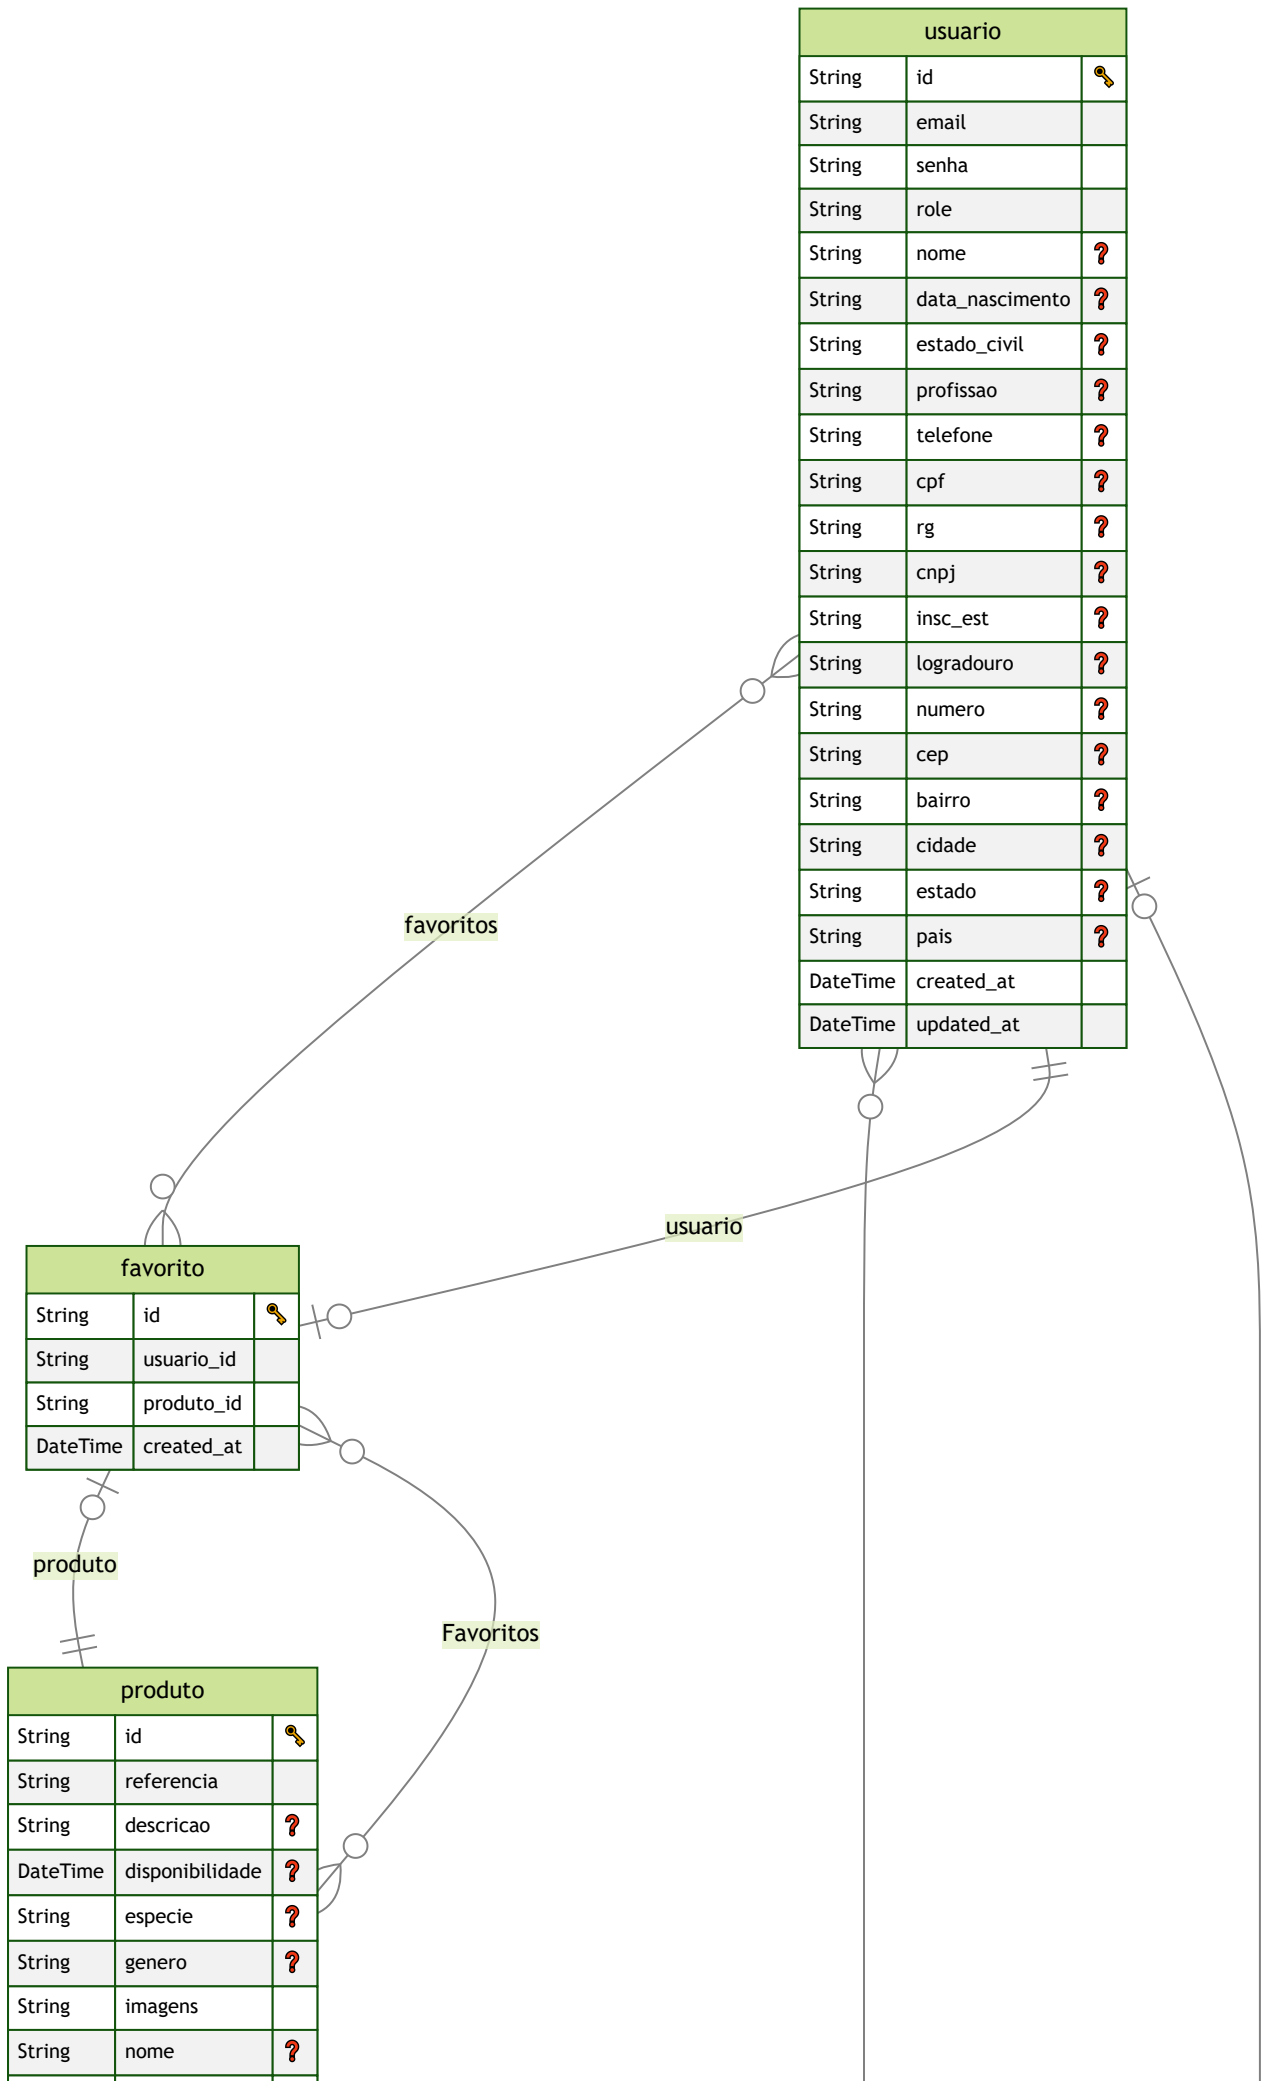 usuario
String id
String email
String senha
String role
String nome
String data_nascimento
String estado_civil
String profissao
String telefone
String cpf
String rg
String cnpj
String insc_est
String logradouro
String numero
String cep
String bairro
String cidade
String estado
String pais
DateTime created_at
DateTime updated_at
favoritos
usuario
favorito
String id
String usuario_id
String produto_id
DateTime created_at
produto
Favoritos
produto
String id
String referencia
String descricao
DateTime disponibilidade
String especie
String genero
String imagens
String nome